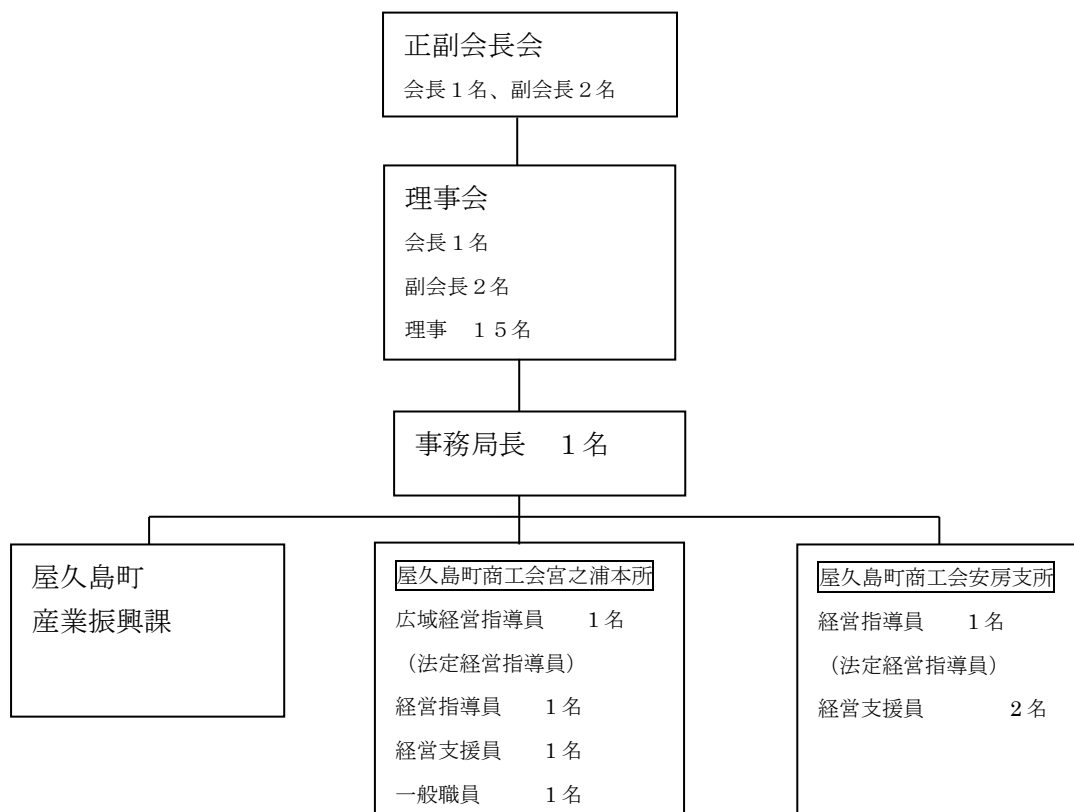 正副会長会
会長１名、副会長２名
理事会
会長１名
副会長２名
理事　１５名
事務局長　１名
屋久島町
産業振興課
屋久島町商工会宮之浦本所
広域経営指導員　　１名
（法定経営指導員）
経営指導員　　１名
経営支援員　　１名
一般職員　　　１名
屋久島町商工会安房支所
経営指導員　　１名
（法定経営指導員）
経営支援員　　　２名